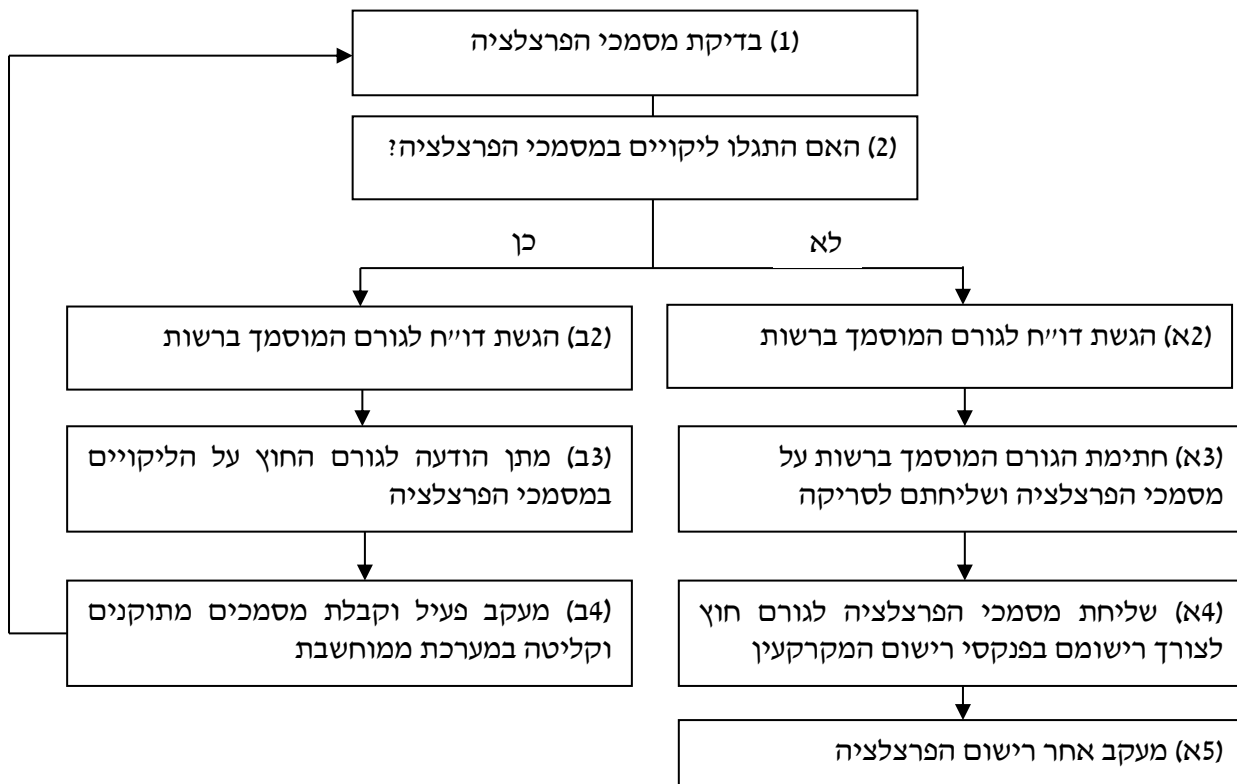 (1) בדיקת מסמכי הפרצלציה
(2) האם התגלו ליקויים במסמכי הפרצלציה?
לא
כן
(2א) הגשת דו״ח לגורם המוסמך ברשות
(2ב) הגשת דו״ח לגורם המוסמך ברשות
(3א) חתימת הגורם המוסמך ברשות על
מסמכי הפרצלציה ושליחתם לסריקה
(3ב) מתן הודעה לגורם החוץ על הליקויים
במסמכי הפרצלציה
(4א) שליחת מסמכי הפרצלציה לגורם חוץ
לצורך רישומם בפנקסי רישום המקרקעין
(4ב) מעקב פעיל וקבלת מסמכים מתוקנים
וקליטה במערכת ממוחשבת
(5א) מעקב אחר רישום הפרצלציה